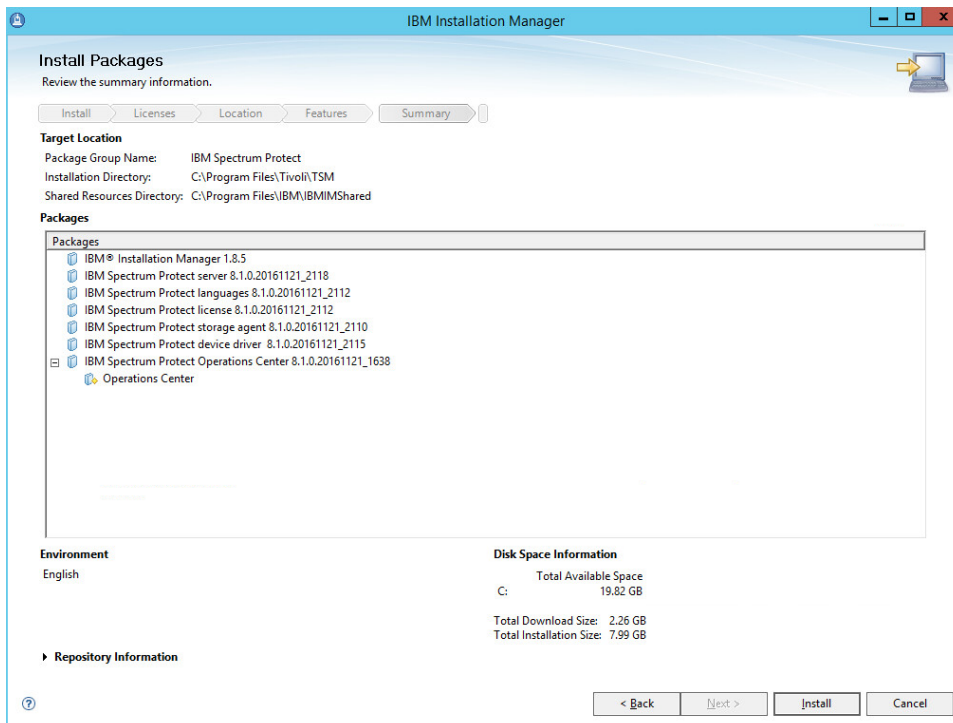 IBM Installation Manager
Install Packages
Review the summary information.
Install Licenses Location Features Summary
Target Location
Package Group Name: IBM Spectrum Protect
Installation Directory: C:\Program Files\Tivoli\TSM
Shared Resources Directory: C:\Program Files\IBM\IBMIMShared
Packages
Packages
IBM® Installation Manager 1.8.5
IBM Spectrum Protect server 8.1.0.20161121_2118
IBM Spectrum Protect languages 8.1.0.20161121_2112
IBM Spectrum Protect license 8.1.0.20161121_2112
IBM Spectrum Protect storage agent 8.1.0.20161121_2110
IBM Spectrum Protect device driver 8.1.0.20161121_2115
IBM Spectrum Protect Operations Center 8.1.0.20161121_1638
Operations Center
Environment
English
Disk Space Information
Total Available Space
C: 19.82 GB
Total Download Size: 2.26 GB
Total Installation Size: 7.99 GB
Repository Information
? < Back Next > Install Cancel